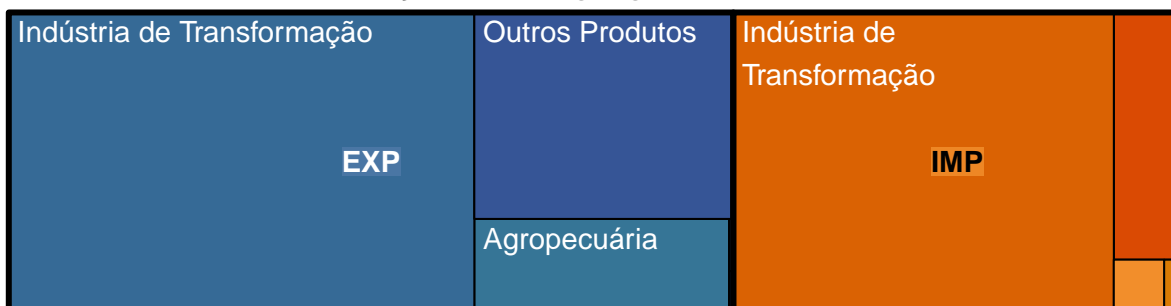 Indústria de Transformação
EXP
Outros Produtos
Agropecuária
Indústria de
Transformação
IMP